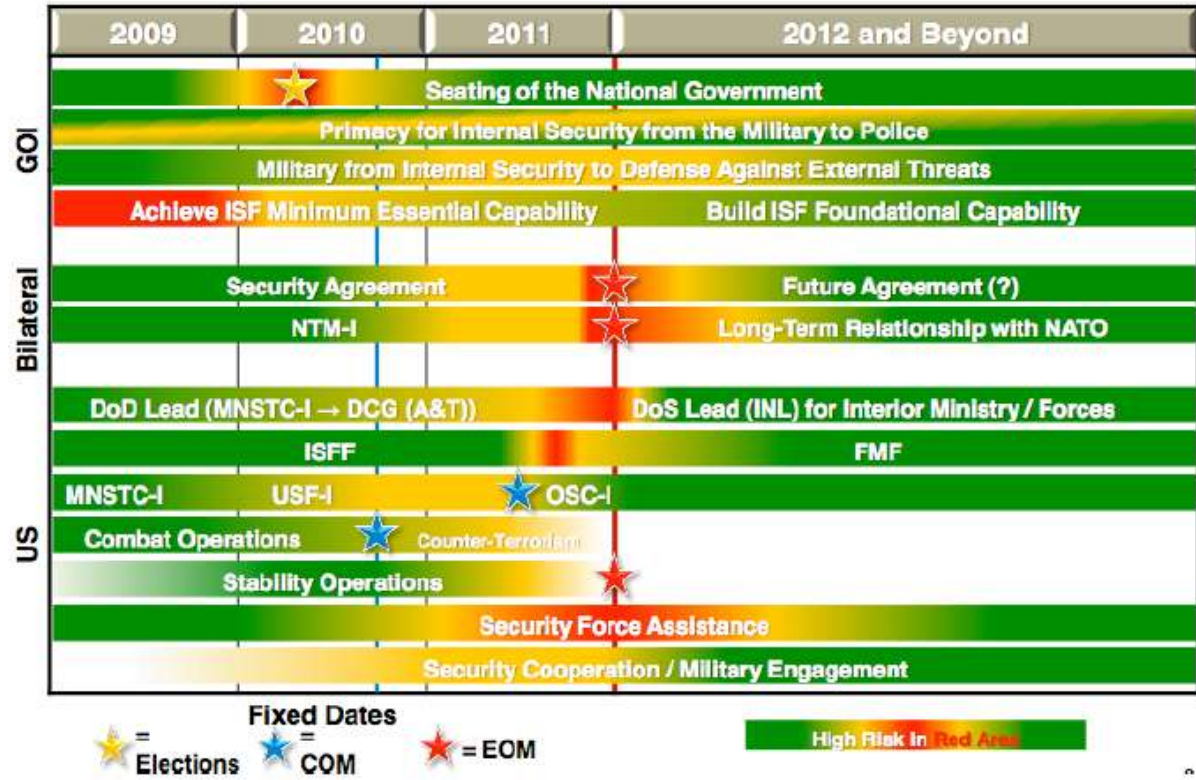 2009 2010 2011 2012 and Beyond
GOI
Seating of the National Government
Primacy for Internal Security from the Military to Police
Military from Internal Security to Defense Against External Threats
Achieve ISF Minimum Essential Capability Build ISF Foundational Capability
Bilateral
Security Agreement Future Agreement (?)
NTM-I Long-Term Relationship with NATO
US
DoD Lead (MNSTC-I → DCG (A&T)) DoS Lead (INL) for Interior Ministry / Forces
ISFF FMF
MNSTC-I USF-I OSC-I
Combat Operations Counter-Terrorism
Stability Operations
Security Force Assistance
Security Cooperation / Military Engagement
Fixed Dates
= Elections = COM = EOM
High Risk In Red Area